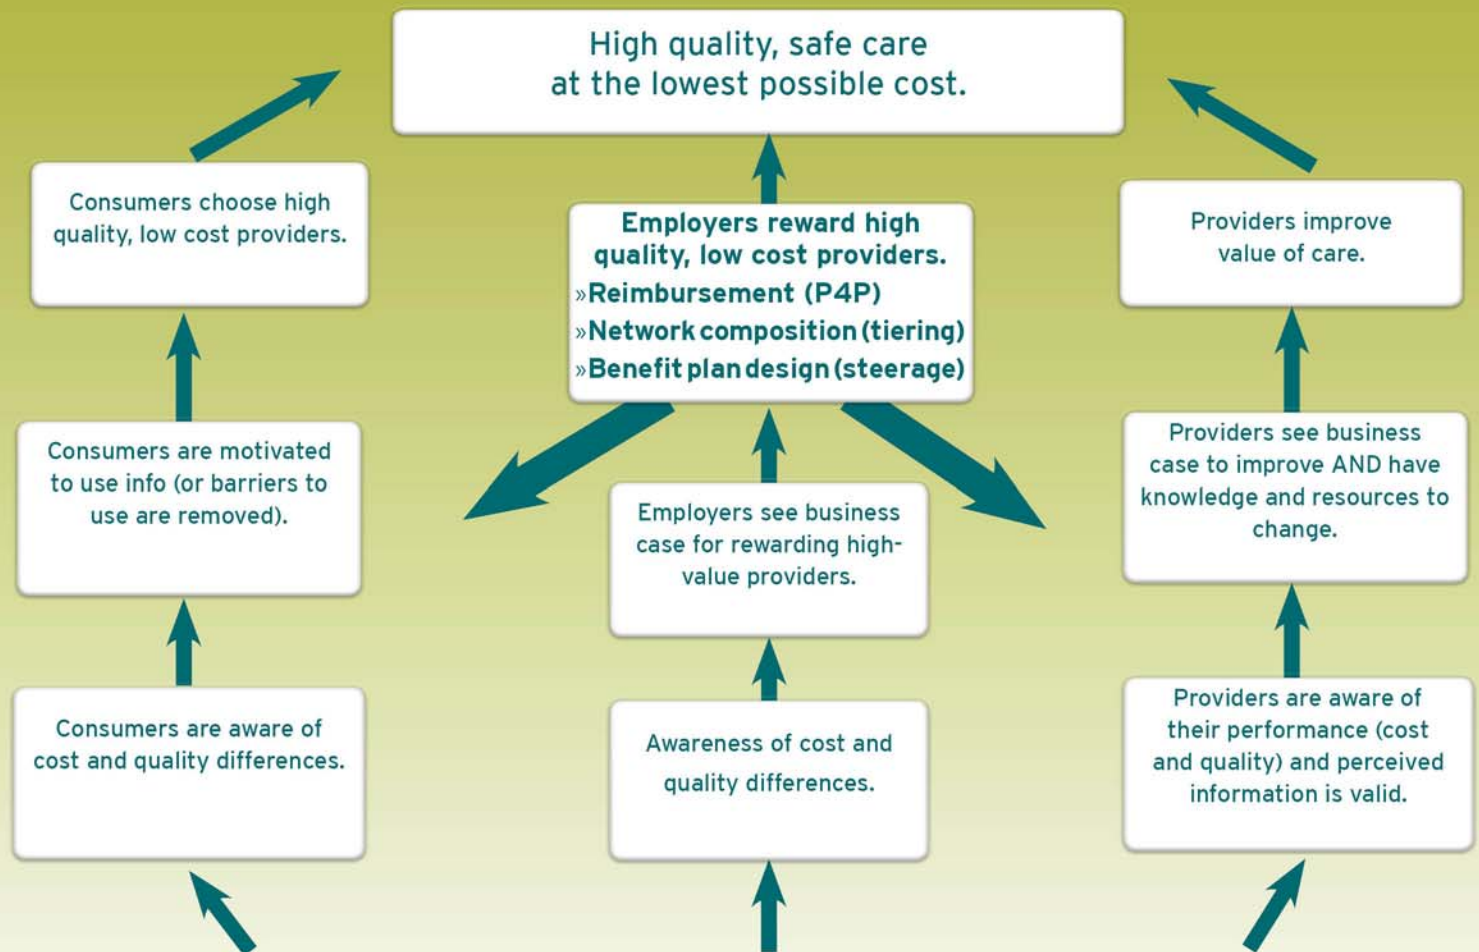 High quality, safe care
at the lowest possible cost.
Consumers choose high
quality, low cost providers.
Employers reward high
quality, low cost providers.
»Reimbursement (P4P)
»Network composition (tiering)
»Benefit plan design (steerage)
Providers improve
value of care.
Consumers are motivated
to use info (or barriers to
use are removed).
Employers see business
case for rewarding high-
value providers.
Providers see business
case to improve AND have
knowledge and resources to
change.
Consumers are aware of
cost and quality differences.
Awareness of cost and
quality differences.
Providers are aware of
their performance (cost
and quality) and perceived
information is valid.